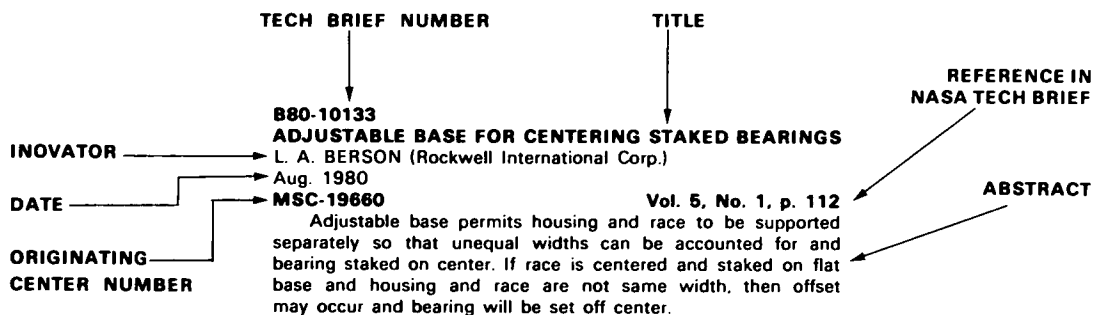 TECH BRIEF NUMBER
TITLE
REFERENCE IN
NASA TECH BRIEF
B80-10133
ADJUSTABLE BASE FOR CENTERING STAKED BEARINGS
INOVATOR
L. A. BERSON (Rockwell International Corp.)
DATE
Aug. 1980
MSC-19660 Vol. 5, No. 1, p. 112
ABSTRACT
ORIGINATING
CENTER NUMBER
Adjustable base permits housing and race to be supported
separately so that unequal widths can be accounted for and
bearing staked on center. If race is centered and staked on flat
base and housing and race are not same width, then offset
may occur and bearing will be set off center.